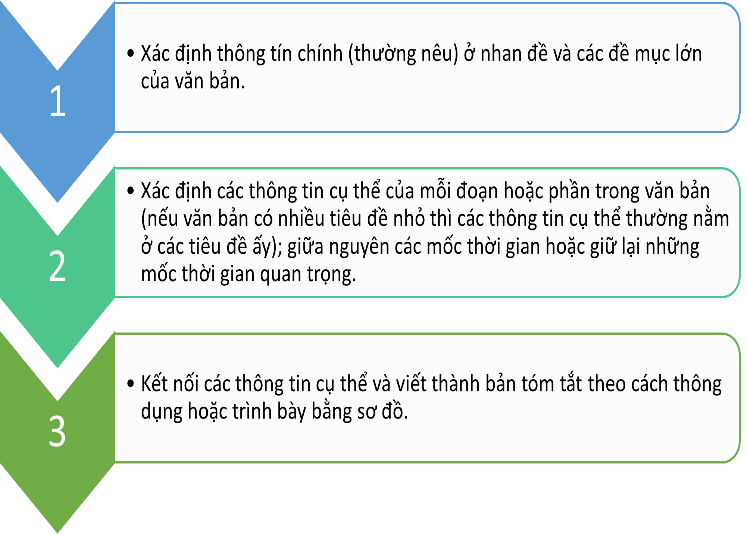 1
• Xác định thông tín chính (thường nêu) ở nhan đề và các đề mục lớn
của văn bản.
2
• Xác định các thông tin cụ thể của mỗi đoạn hoặc phần trong văn bản
(nếu văn bản có nhiều tiêu đề nhỏ thì các thông tin cụ thể thường nằm
ở các tiêu đề ấy); giữa nguyên các mốc thời gian hoặc giữ lại những
mốc thời gian quan trọng.
3
• Kết nối các thông tin cụ thể và viết thành bản tóm tắt theo cách thông
dụng hoặc trình bày bằng sơ đồ.